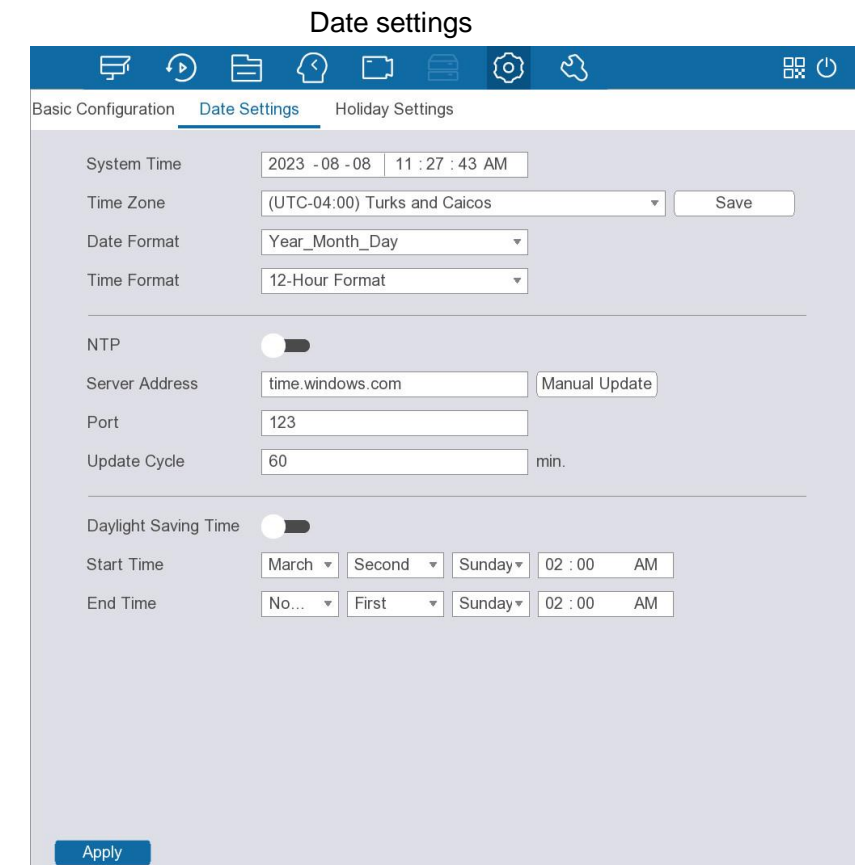 Date settings
Basic Configuration Date Settings Holiday Settings
System Time 2023 - 08 - 08 11 : 27 : 43 AM
Time Zone (UTC-04:00) Turks and Caicos Save
Date Format Year_Month_Day
Time Format 12-Hour Format
NTP
Server Address time.windows.com Manual Update
Port 123
Update Cycle 60 min.
Daylight Saving Time
Start Time March Second Sunday 02 : 00 AM
End Time No... First Sunday 02 : 00 AM
Apply